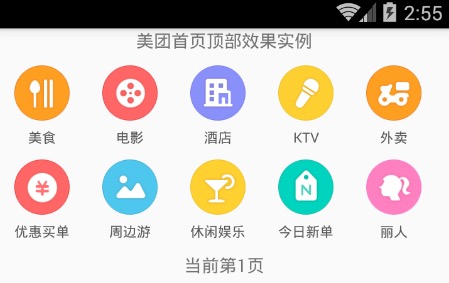 2:55
美团首页顶部效果实例
美食 电影 酒店 KTV 外卖
¥ N
优惠买单 周边游 休闲娱乐 今日新单 丽人
当前第1页